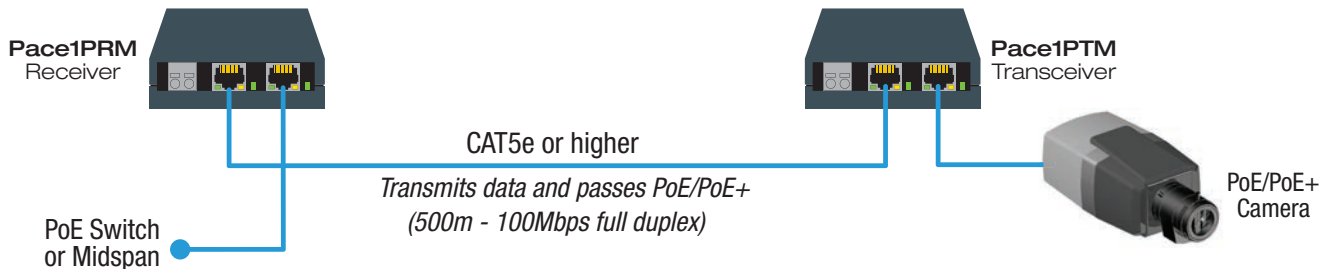 Pace1PRM
Receiver
Pace1PTM
Transceiver
CAT5e or higher
Transmits data and passes PoE/PoE+
(500m - 100Mbps full duplex)
PoE Switch
or Midspan
PoE/PoE+
Camera